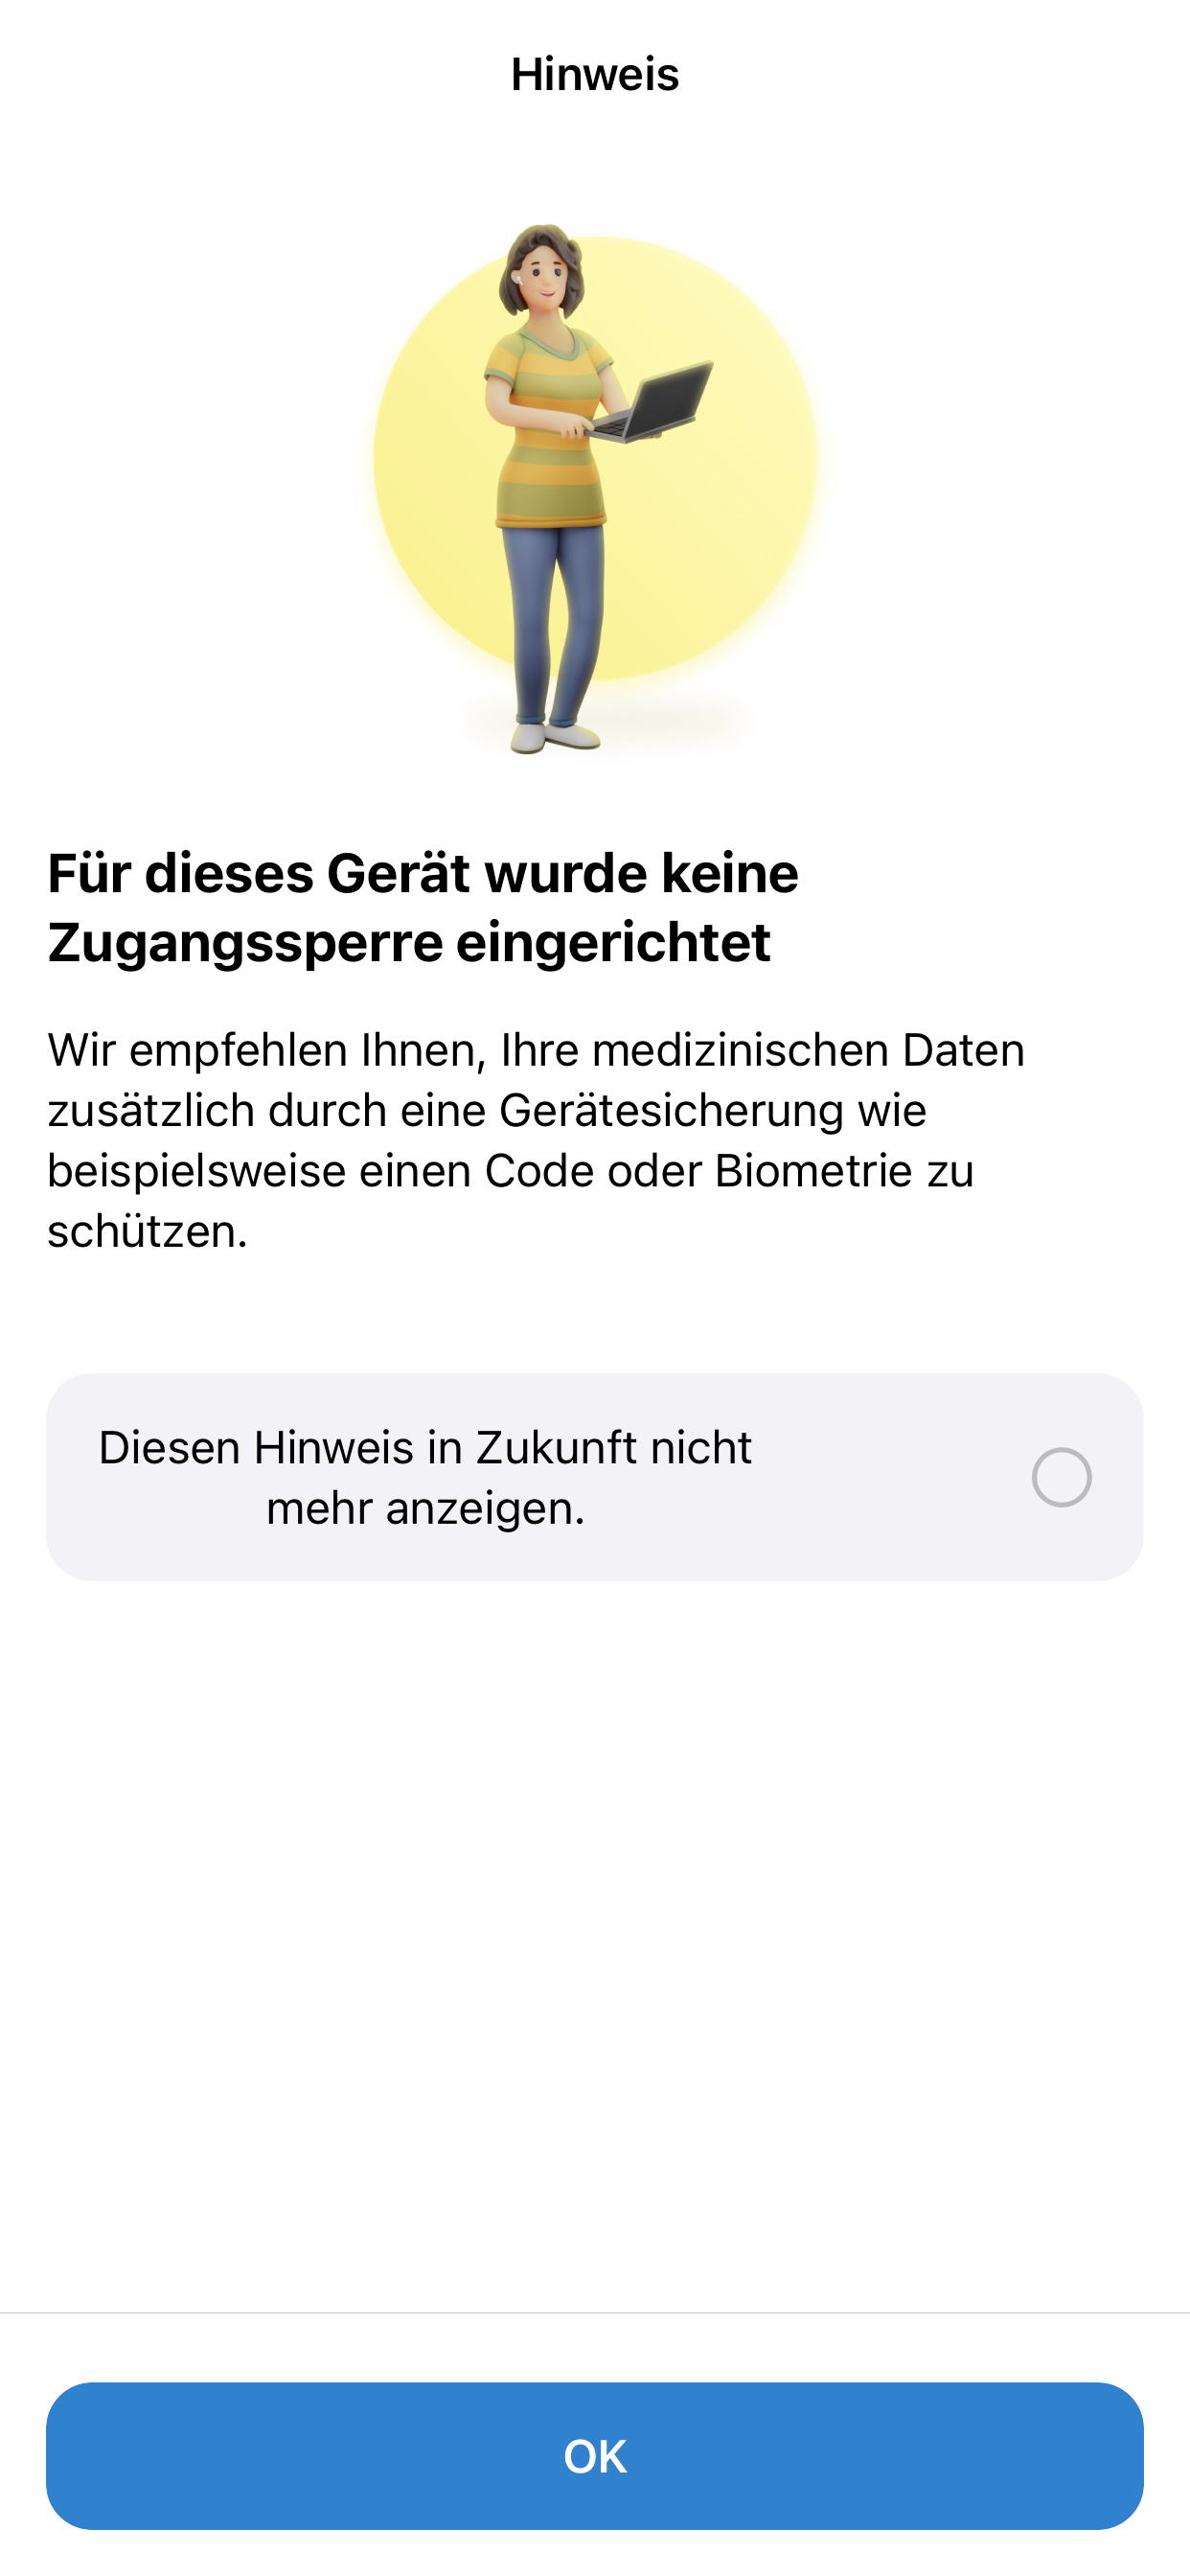 Hinweis
Für dieses Gerät wurde keine
Zugangssperre eingerichtet
Wir empfehlen Ihnen, Ihre medizinischen Daten
zusätzlich durch eine Gerätesicherung wie
beispielsweise einen Code oder Biometrie zu
schützen.
Diesen Hinweis in Zukunft nicht
mehr anzeigen.
OK